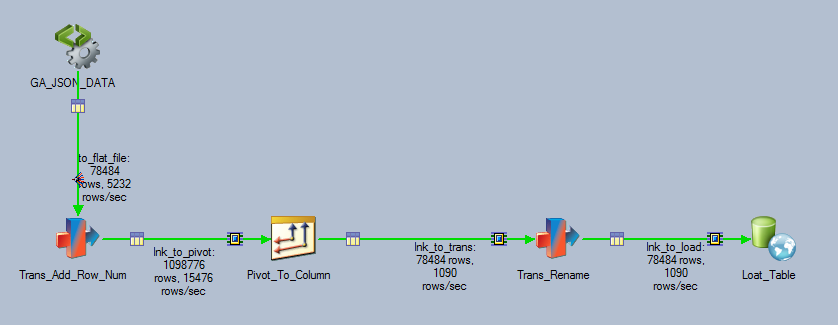 GA_JSON_DATA
to_flat_file:
78484
rows, 5232
rows/sec
Trans_Add_Row_Num
lnk_to_pivot:
1098776
rows, 15476
rows/sec
Pivot_To_Column
lnk_to_trans:
78484 rows,
1090
rows/sec
Trans_Rename
lnk_to_load:
78484 rows,
1090
rows/sec
Loat_Table